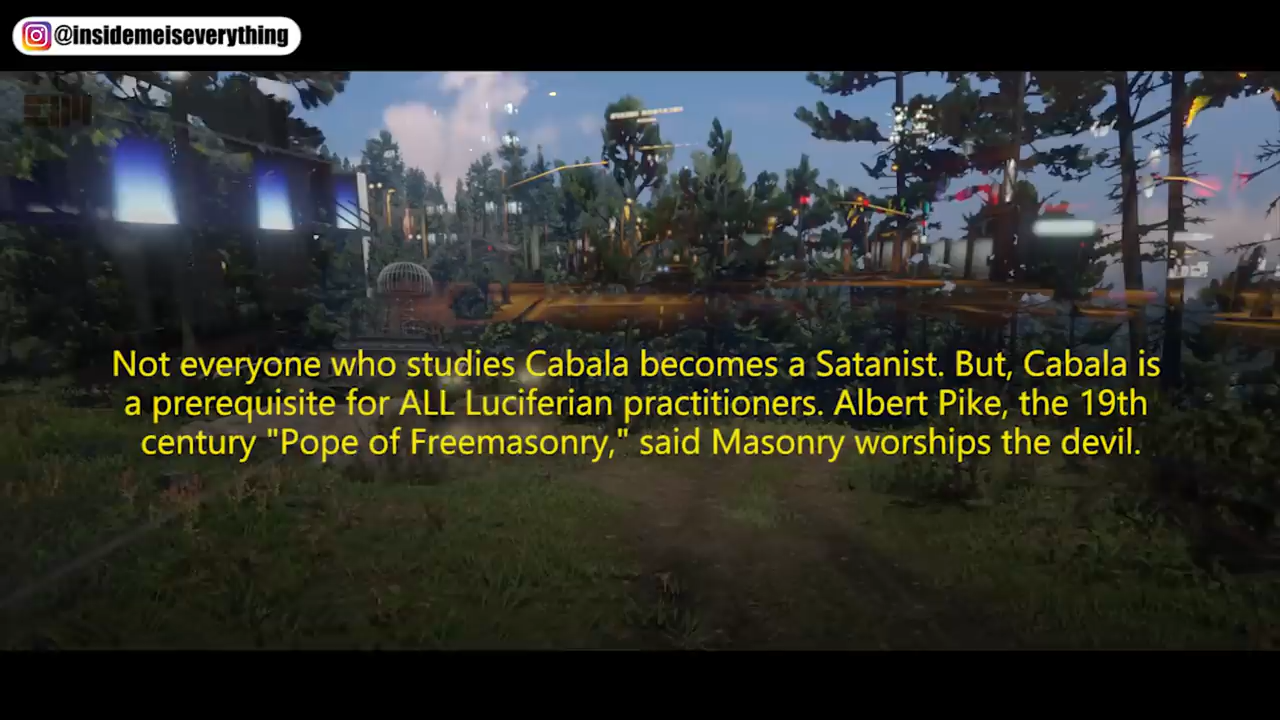 @insidemeiseverything
Not everyone who studies Cabala becomes a Satanist. But, Cabala is
a prerequisite for ALL Luciferian practitioners. Albert Pike, the 19th
century "Pope of Freemasonry," said Masonry worships the devil.